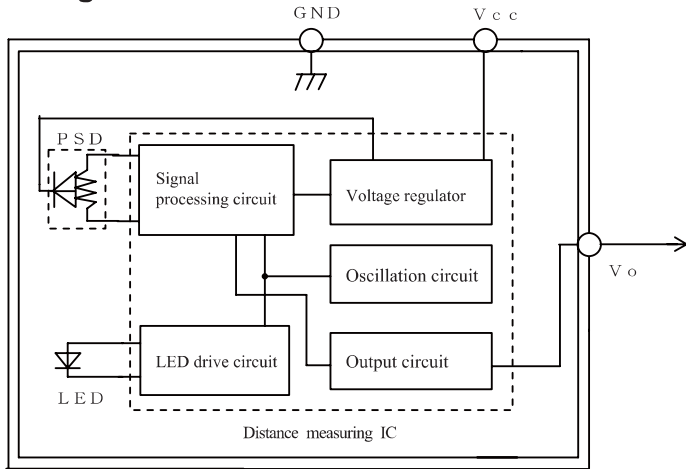 GND
Vcc
PSD
Signal
processing circuit
Voltage regulator
Oscillation circuit
Vo
LED drive circuit
Output circuit
LED
Distance measuring IC